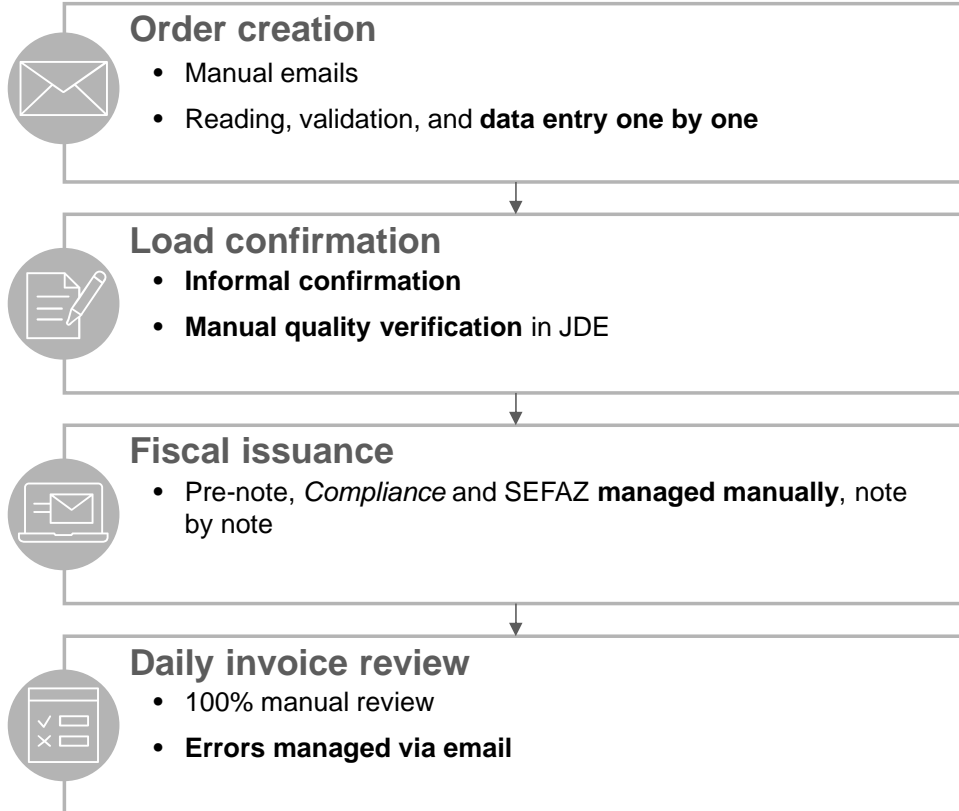 Order creation
• Manual emails
• Reading, validation, and data entry one by one
Load confirmation
• Informal confirmation
• Manual quality verification in JDE
Fiscal issuance
• Pre-note, Compliance and SEFAZ managed manually, note
by note
Daily invoice review
• 100% manual review
• Errors managed via email